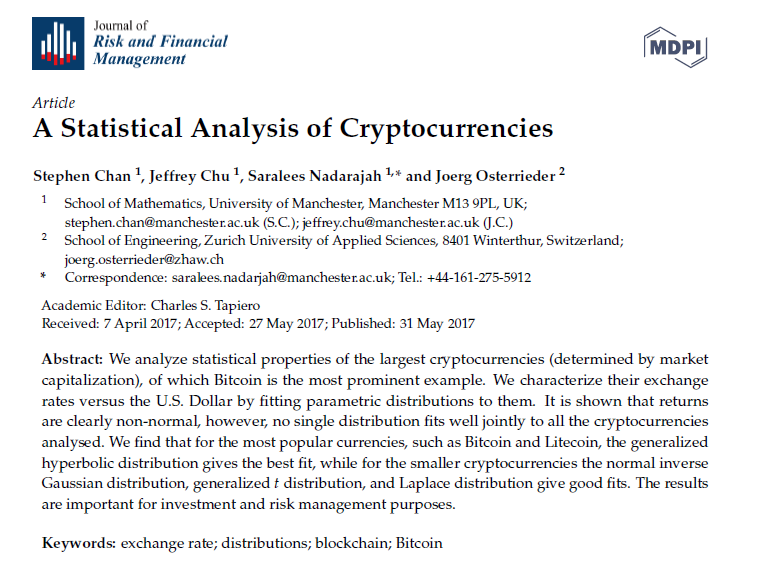 Journal of
Risk and Financial
Management
MDPI
Article
A Statistical Analysis of Cryptocurrencies
Stephen Chan 1, Jeffrey Chu 1, Saralees Nadarajah 1,* and Joerg Osterrieder 2
1 School of Mathematics, University of Manchester, Manchester M13 9PL, UK;
stephen.chan@manchester.ac.uk (S.C.); jeffrey.chu@manchester.ac.uk (J.C.)
2 School of Engineering, Zurich University of Applied Sciences, 8401 Winterthur, Switzerland;
joerg.osterrieder@zhaw.ch
* Correspondence: saralees.nadarjah@manchester.ac.uk; Tel.: +44-161-275-5912
Academic Editor: Charles S. Tapiero
Received: 7 April 2017; Accepted: 27 May 2017; Published: 31 May 2017
Abstract: We analyze statistical properties of the largest cryptocurrencies (determined by market
capitalization), of which Bitcoin is the most prominent example. We characterize their exchange
rates versus the U.S. Dollar by fitting parametric distributions to them. It is shown that returns
are clearly non-normal, however, no single distribution fits well jointly to all the cryptocurrencies
analysed. We find that for the most popular currencies, such as Bitcoin and Litecoin, the generalized
hyperbolic distribution gives the best fit, while for the smaller cryptocurrencies the normal inverse
Gaussian distribution, generalized t distribution, and Laplace distribution give good fits. The results
are important for investment and risk management purposes.
Keywords: exchange rate; distributions; blockchain; Bitcoin